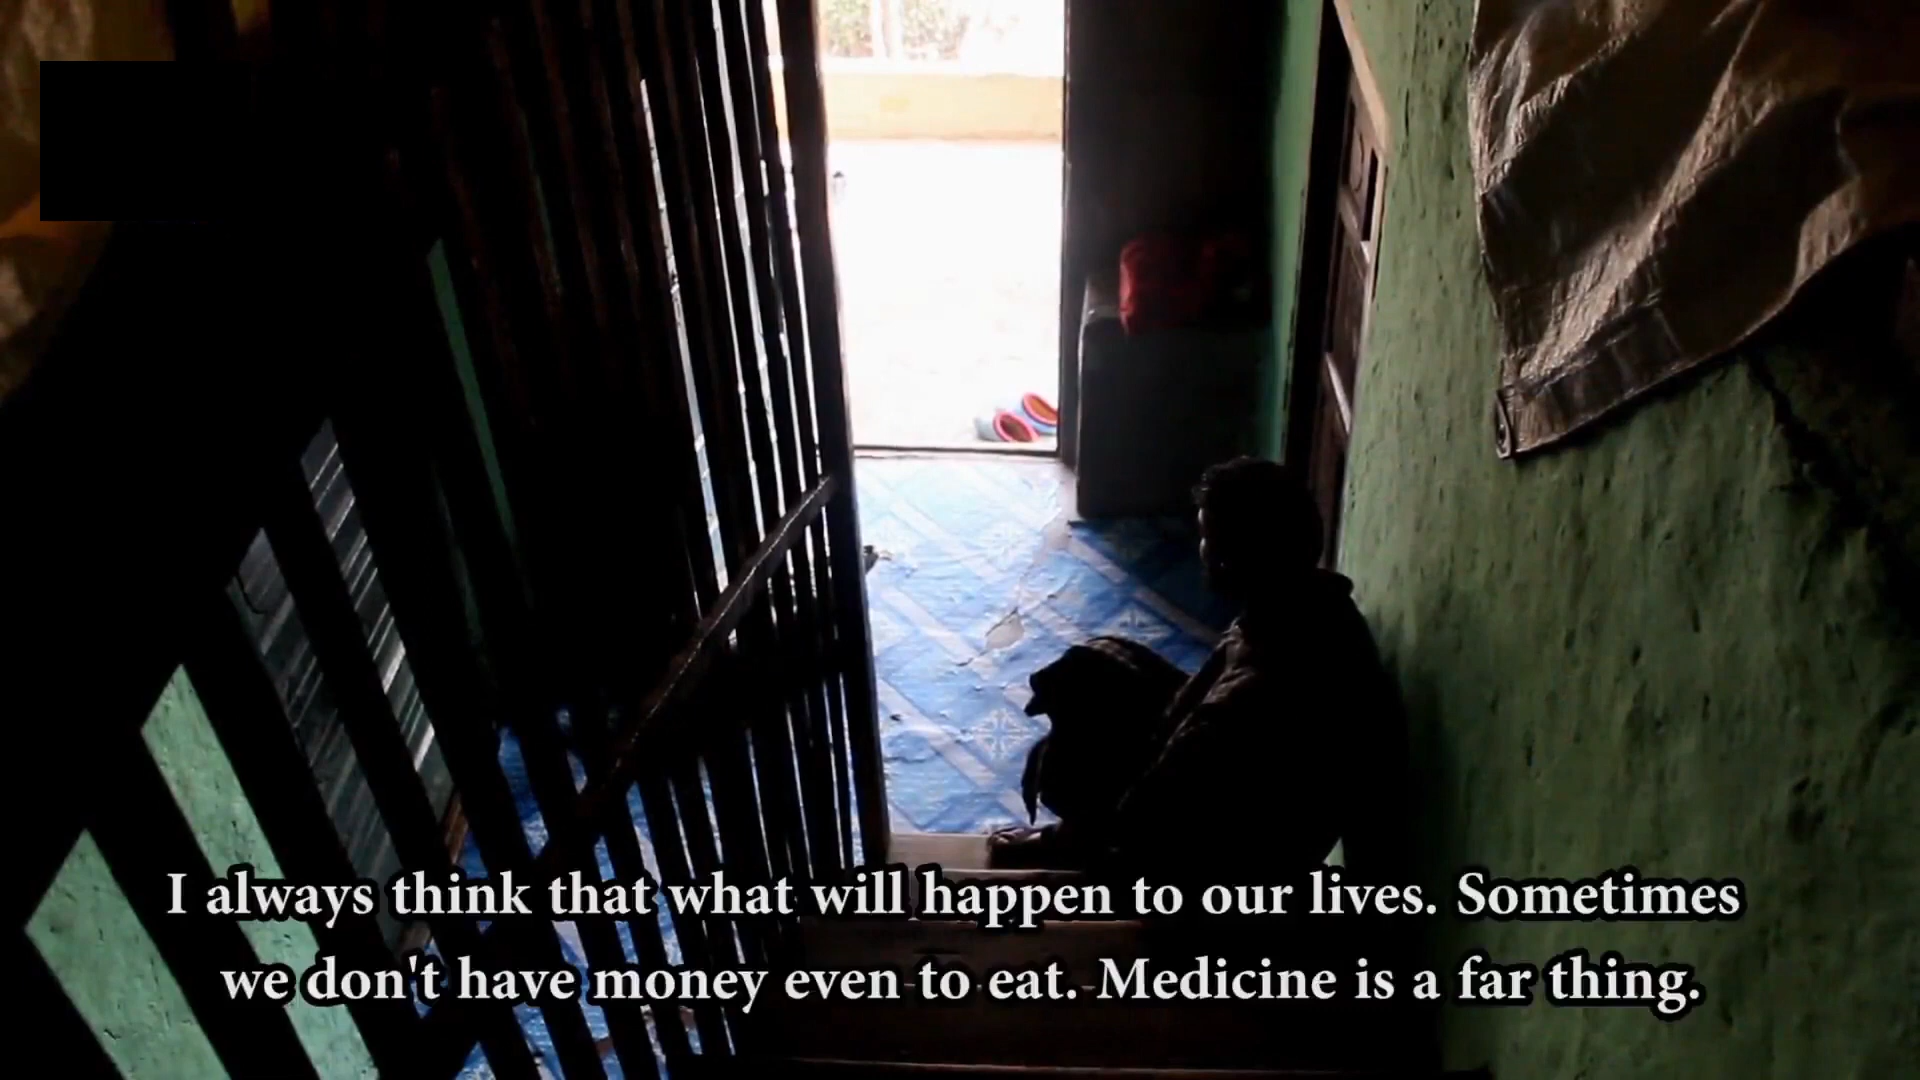 I always think that what will happen to our lives. Sometimes
we don't have money even to eat. Medicine is a far thing.